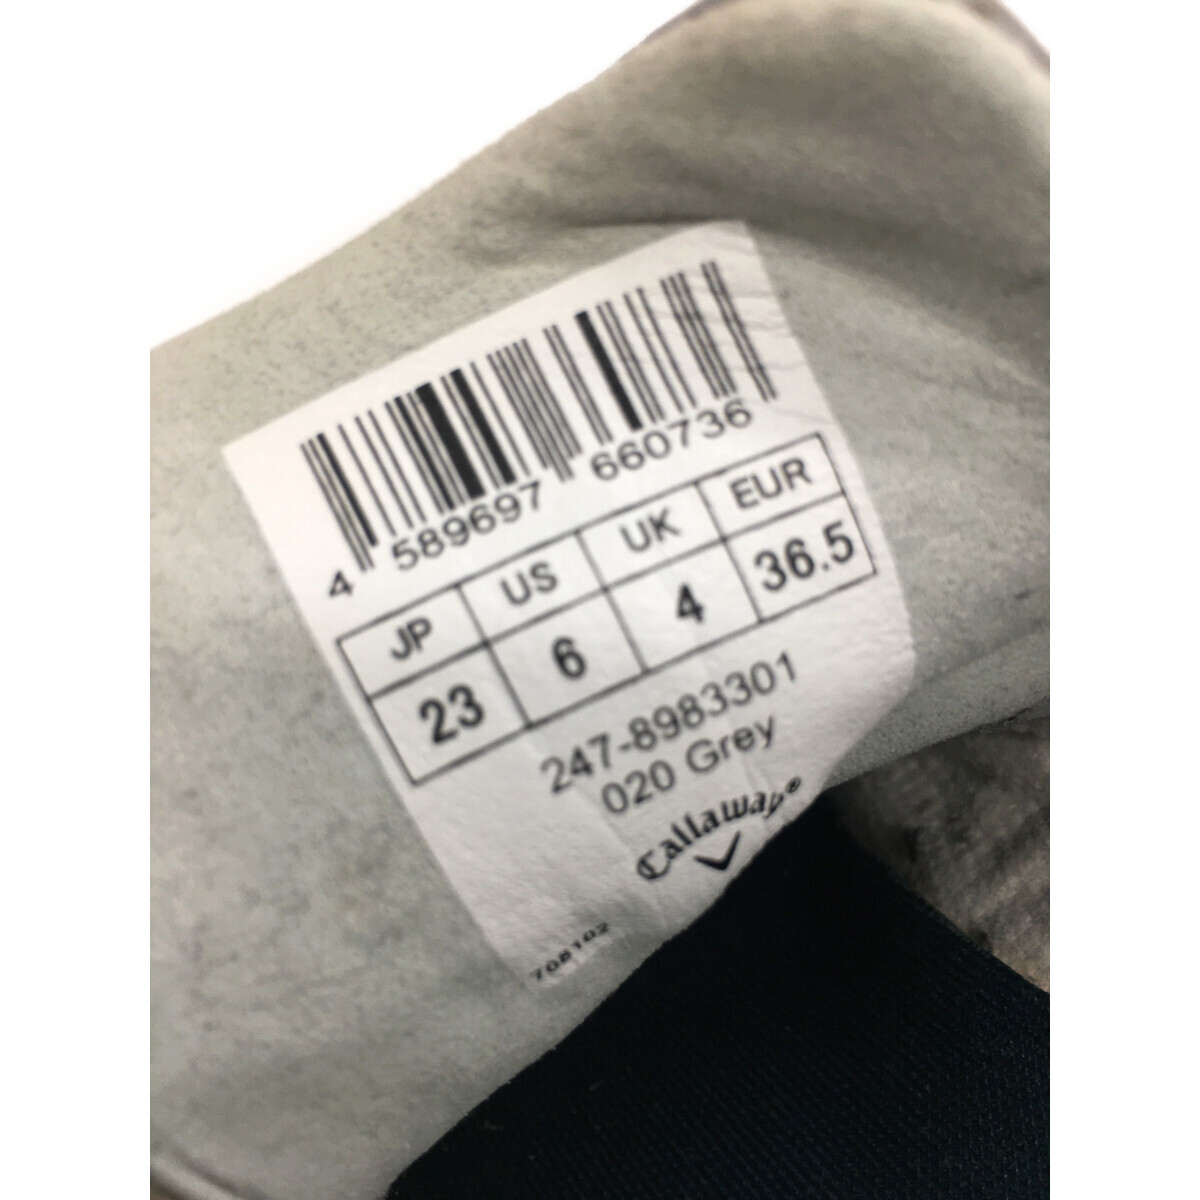 4 589697 660736
JP US UK EUR
23 6 4 36.5
247-8983301
020 Grey
Callaway®
708102